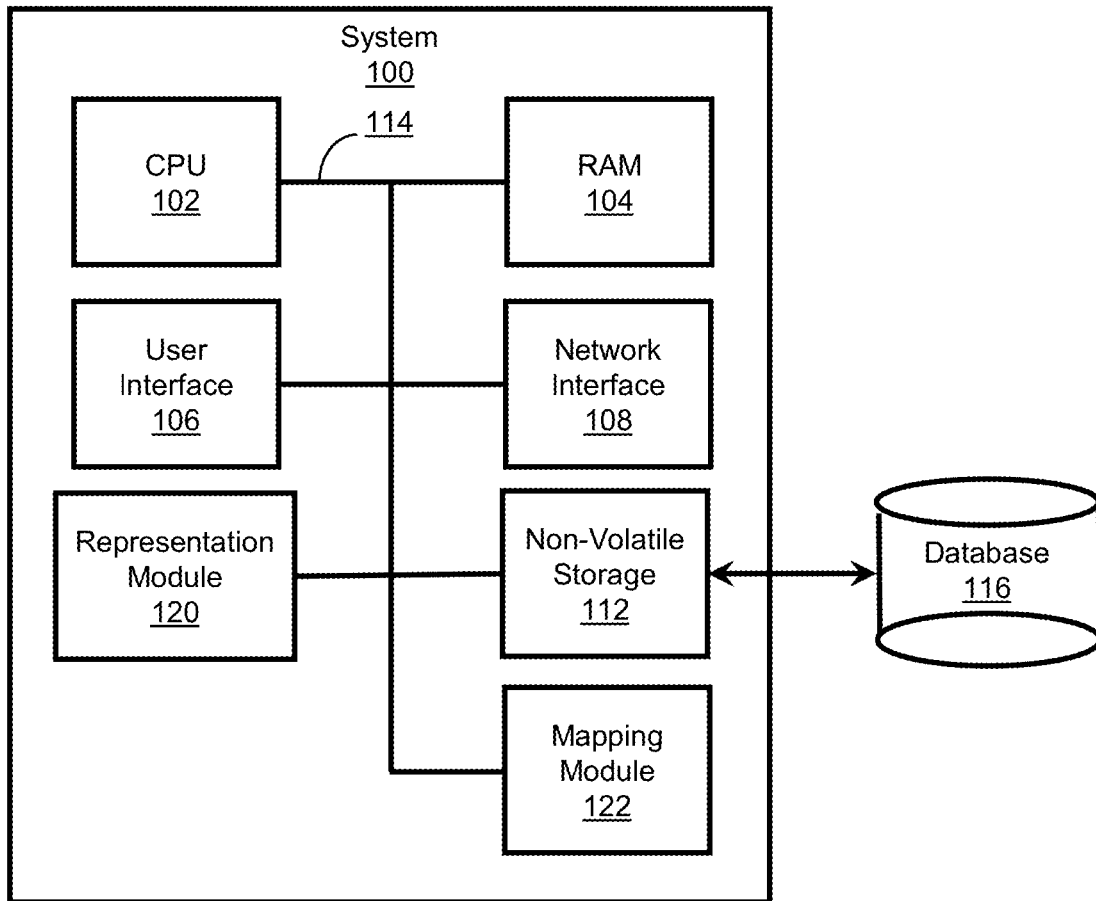 System
100
114
CPU
102
RAM
104
User
Interface
106
Network
Interface
108
Representation
Module
120
Non-Volatile
Storage
112
Database
116
Mapping
Module
122